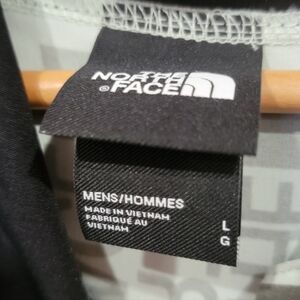 THE
NORTH
FACE
®
MENS/HOMMES
MADE IN VIETNAM
FABRIQUÉ AU
VIETNAM
L
G